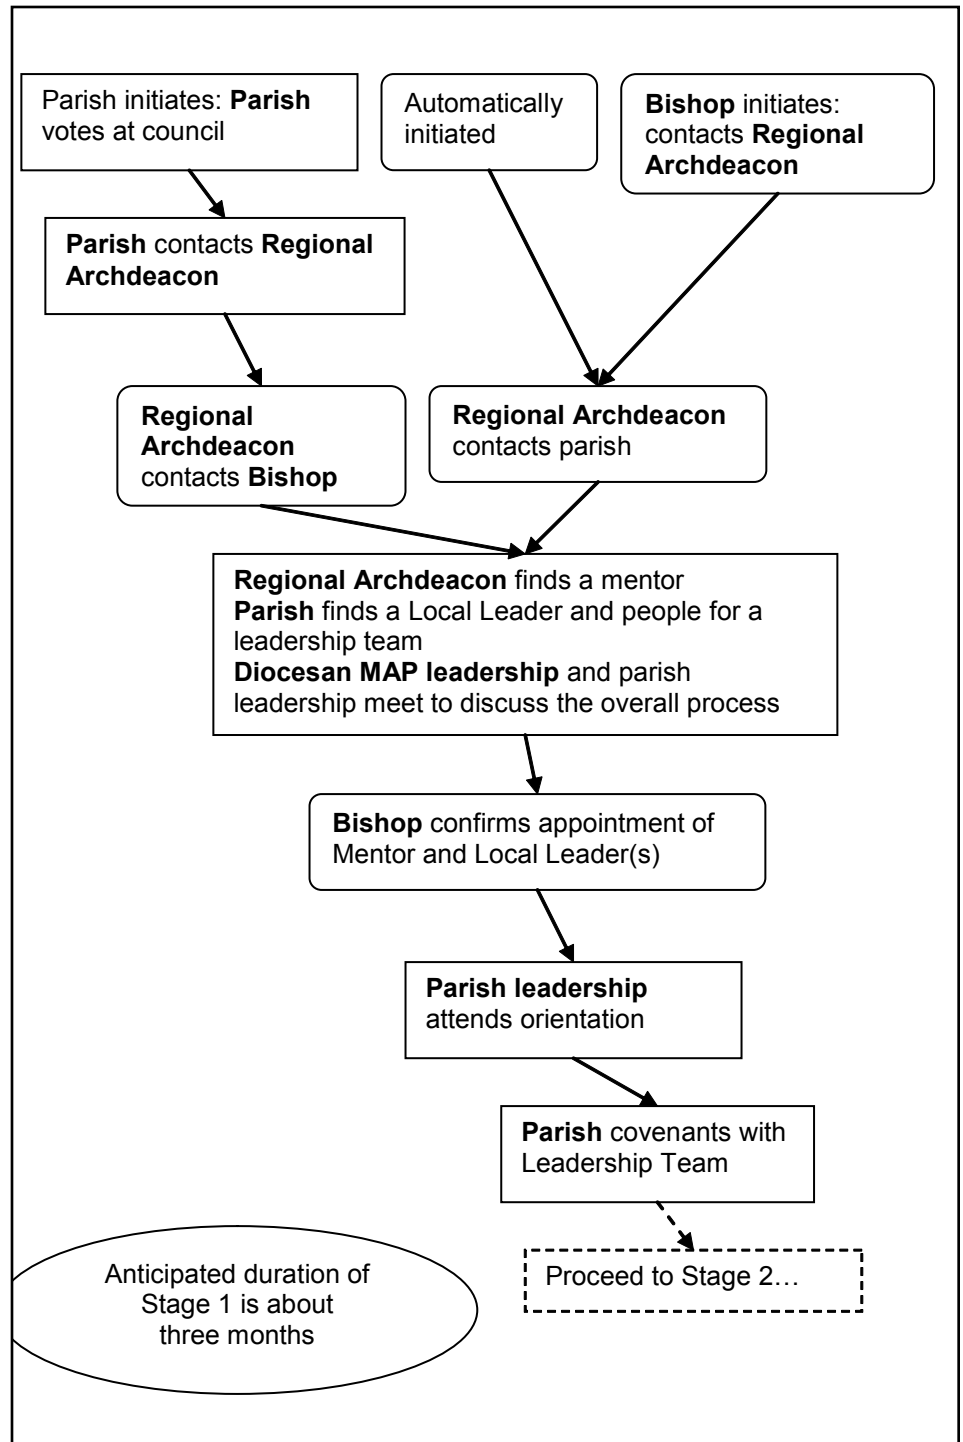 Parish initiates: Parish
votes at council
Automatically
initiated
Bishop initiates:
contacts Regional
Archdeacon
Parish contacts Regional
Archdeacon
Regional
Archdeacon
contacts Bishop
Regional Archdeacon
contacts parish
Regional Archdeacon finds a mentor
Parish finds a Local Leader and people for a
leadership team
Diocesan MAP leadership and parish
leadership meet to discuss the overall process
Bishop confirms appointment of
Mentor and Local Leader(s)
Parish leadership
attends orientation
Parish covenants with
Leadership Team
Anticipated duration of
Stage 1 is about
three months
Proceed to Stage 2…